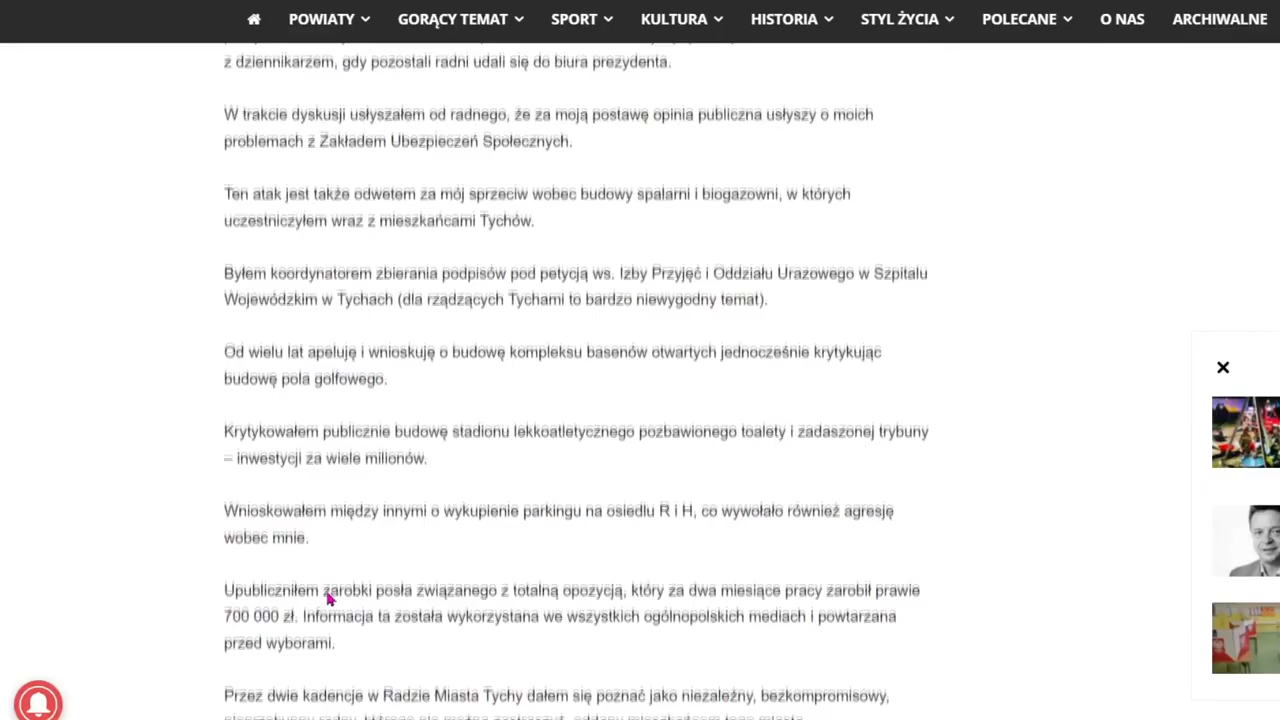 POWIATY GORĄCY TEMAT SPORT KULTURA HISTORIA STYL ŻYCIA POLECANE O NAS ARCHIWALNE
z dziennikarzem, gdy pozostali radni udali się do biura prezydenta.
W trakcie dyskusji usłyszałem od radnego, że za moją postawę opinia publiczna usłyszy o moich
problemach z Zakładem Ubezpieczeń Społecznych.
Ten atak jest także odwetem za mój sprzeciw wobec budowy spalarni i biogazowni, w których
uczestniczyłem wraz z mieszkańcami Tychów.
Byłem koordynatorem zbierania podpisów pod petycją ws. Izby Przyjęć i Oddziału Urazowego w Szpitalu
Wojewódzkim w Tychach (dla rządzących Tychami to bardzo niewygodny temat).
Od wielu lat apeluję i wnioskuję o budowę kompleksu basenów otwartych jednocześnie krytykując
budowę pola golfowego.
Krytykowałem publicznie budowę stadionu lekkoatletycznego pozbawionego toalety i zadaszonej trybuny
– inwestycji za wiele milionów.
Wnioskowałem między innymi o wykupienie parkingu na osiedlu R i H, co wywołało również agresję
wobec mnie.
Upubliczniłem zarobki posła związanego z totalną opozycją, który za dwa miesiące pracy zarobił prawie
700 000 zł. Informacja ta została wykorzystana we wszystkich ogólnopolskich mediach i powtarzana
przed wyborami.
Przez dwie kadencje w Radzie Miasta Tychy dałem się poznać jako niezależny, bezkompromisowy,